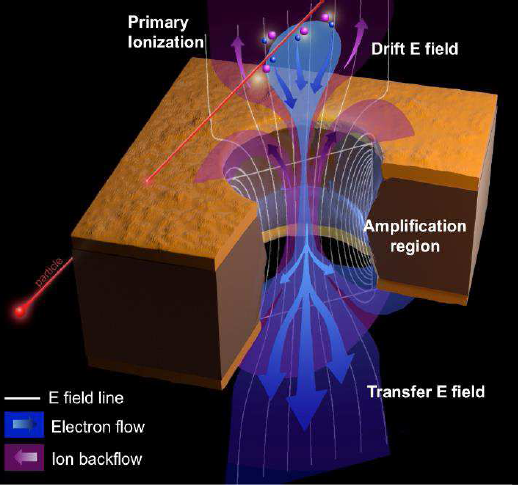 Primary
Ionization
Drift E field
Amplification
region
particle
Transfer E field
E field line
Electron flow
Ion backflow